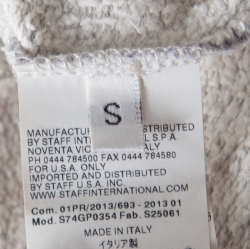 S
MANUFACTUR DISTRIBUTED
BY STAFF INTERNATIONAL S.P.A.
NOVENTA VIC ITALY
PH 0444 784500 FAX 0444 784580
FOR U.S.A. ONLY
IMPORTED AND DISTRIBUTED
BY STAFF U.S.A. INC
WWW.STAFFINTERNATIONAL.COM
Com. 01PR/2013/693 - 2013 01
Mod. S74GP0354 Fab. S25061
MADE IN ITALY
イタリア製